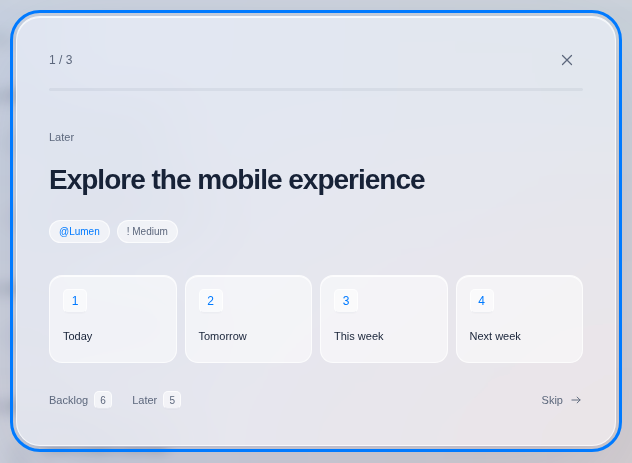 1 / 3
Later
Explore the mobile experience
@Lumen ! Medium
1 2 3 4
Today Tomorrow This week Next week
Backlog 6 Later 5 Skip →